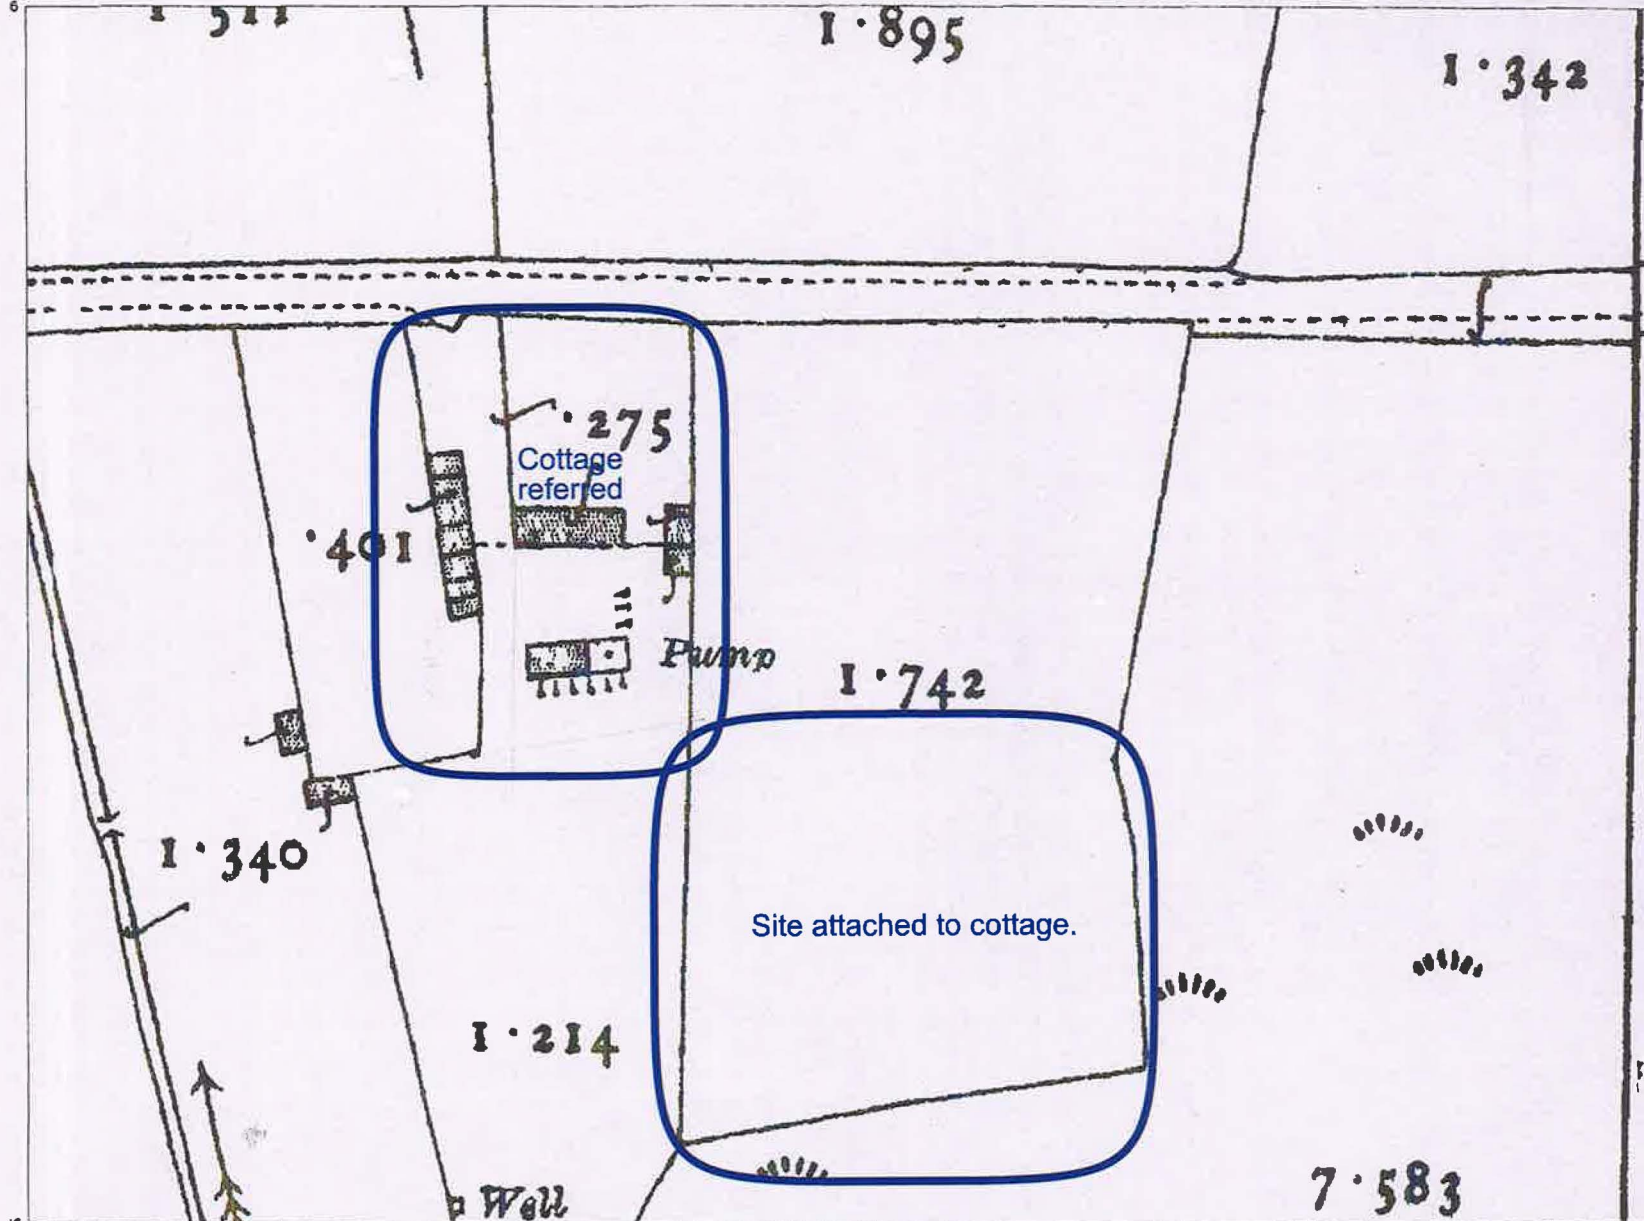 1·895
1·342
·275
Cottage
referred
·401
Pump
1·742
1·340
Site attached to cottage.
1·214
7·583
Well